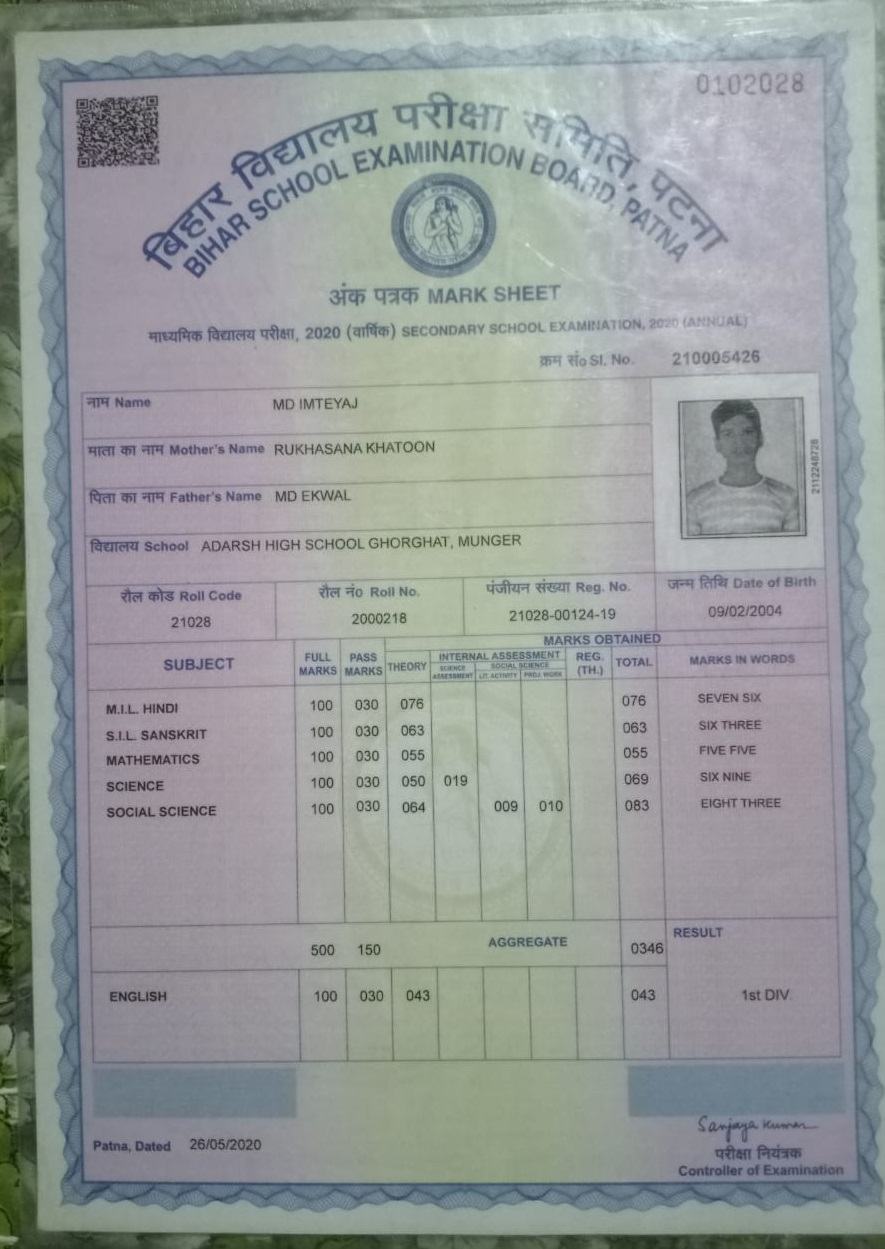 0102028
बिहार विद्यालय परीक्षा समिति, पटना
BIHAR SCHOOL EXAMINATION BOARD, PATNA
अंक पत्रक MARK SHEET
माध्यमिक विद्यालय परीक्षा, 2020 (वार्षिक) SECONDARY SCHOOL EXAMINATION, 2020 (ANNUAL)
क्रम सं० Sl. No. 210005426
नाम Name MD IMTEYAJ
माता का नाम Mother's Name RUKHASANA KHATOON
पिता का नाम Father's Name MD EKWAL
विद्यालय School ADARSH HIGH SCHOOL GHORGHAT, MUNGER
2112248728
रौल कोड Roll Code रौल नं० Roll No. पंजीयन संख्या Reg. No. जन्म तिथि Date of Birth
21028 2000218 21028-00124-19 09/02/2004
MARKS OBTAINED
SUBJECT FULL MARKS PASS MARKS THEORY INTERNAL ASSESSMENT REG. (TH.) TOTAL MARKS IN WORDS
SCIENCE ASSESSMENT SOCIAL SCIENCE LIT. ACTIVITY PROJ. WORK
M.I.L. HINDI 100 030 076 076 SEVEN SIX
S.I.L. SANSKRIT 100 030 063 063 SIX THREE
MATHEMATICS 100 030 055 055 FIVE FIVE
SCIENCE 100 030 050 019 069 SIX NINE
SOCIAL SCIENCE 100 030 064 009 010 083 EIGHT THREE
500 150 AGGREGATE 0346 RESULT
ENGLISH 100 030 043 043 1st DIV.
Patna, Dated 26/05/2020
Sanjaya Kumar
परीक्षा नियंत्रक
Controller of Examination